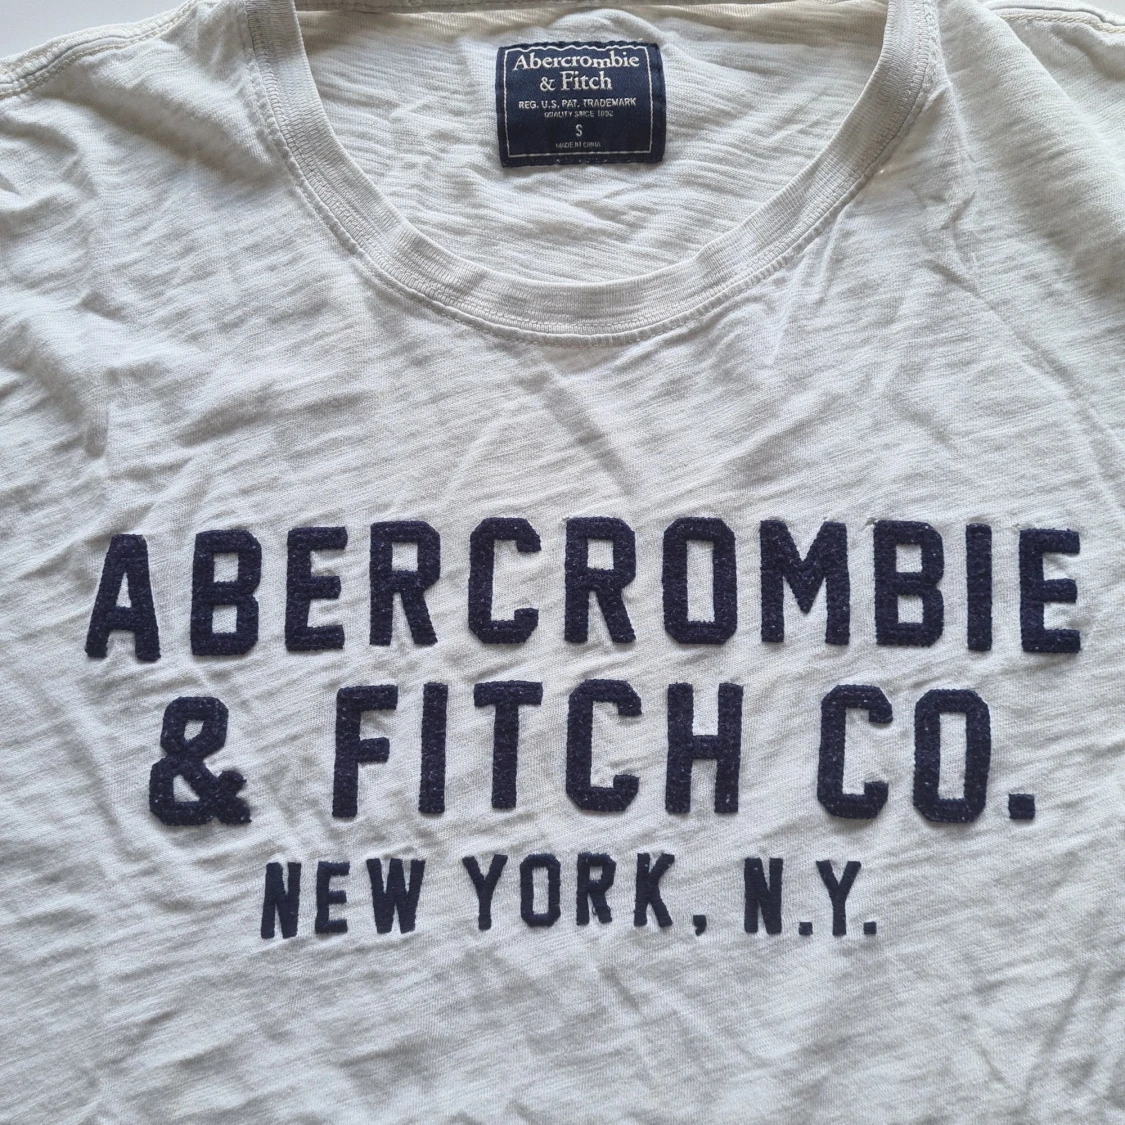 Abercrombie
& Fitch
REG. U.S. PAT. TRADEMARK
QUALITY SINCE 1892
S
MADE IN CHINA
ABERCROMBIE
& FITCH CO.
NEW YORK, N.Y.